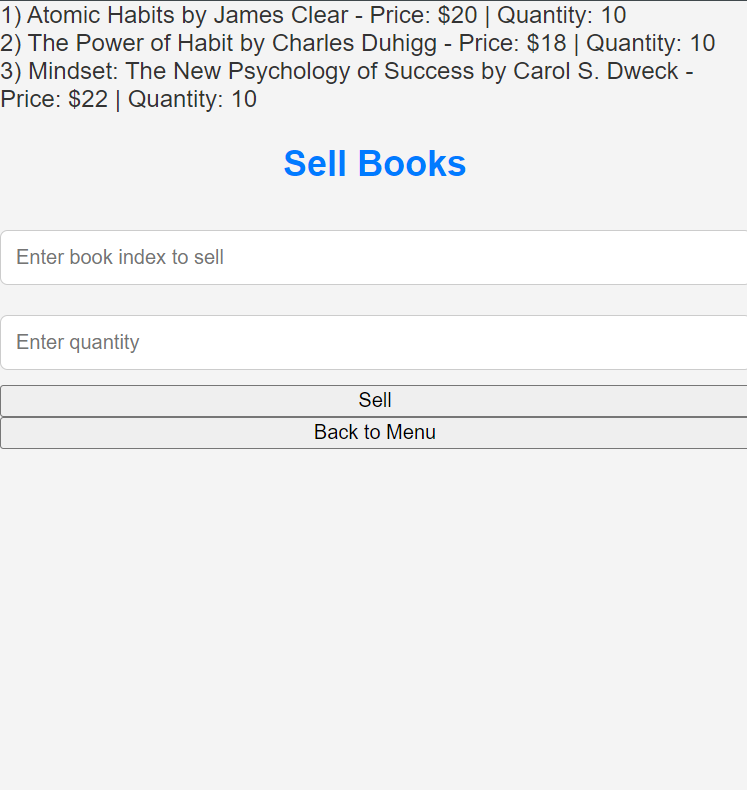 1) Atomic Habits by James Clear - Price: $20 | Quantity: 10
2) The Power of Habit by Charles Duhigg - Price: $18 | Quantity: 10
3) Mindset: The New Psychology of Success by Carol S. Dweck -
Price: $22 | Quantity: 10
Sell Books
Enter book index to sell
Enter quantity
Sell
Back to Menu